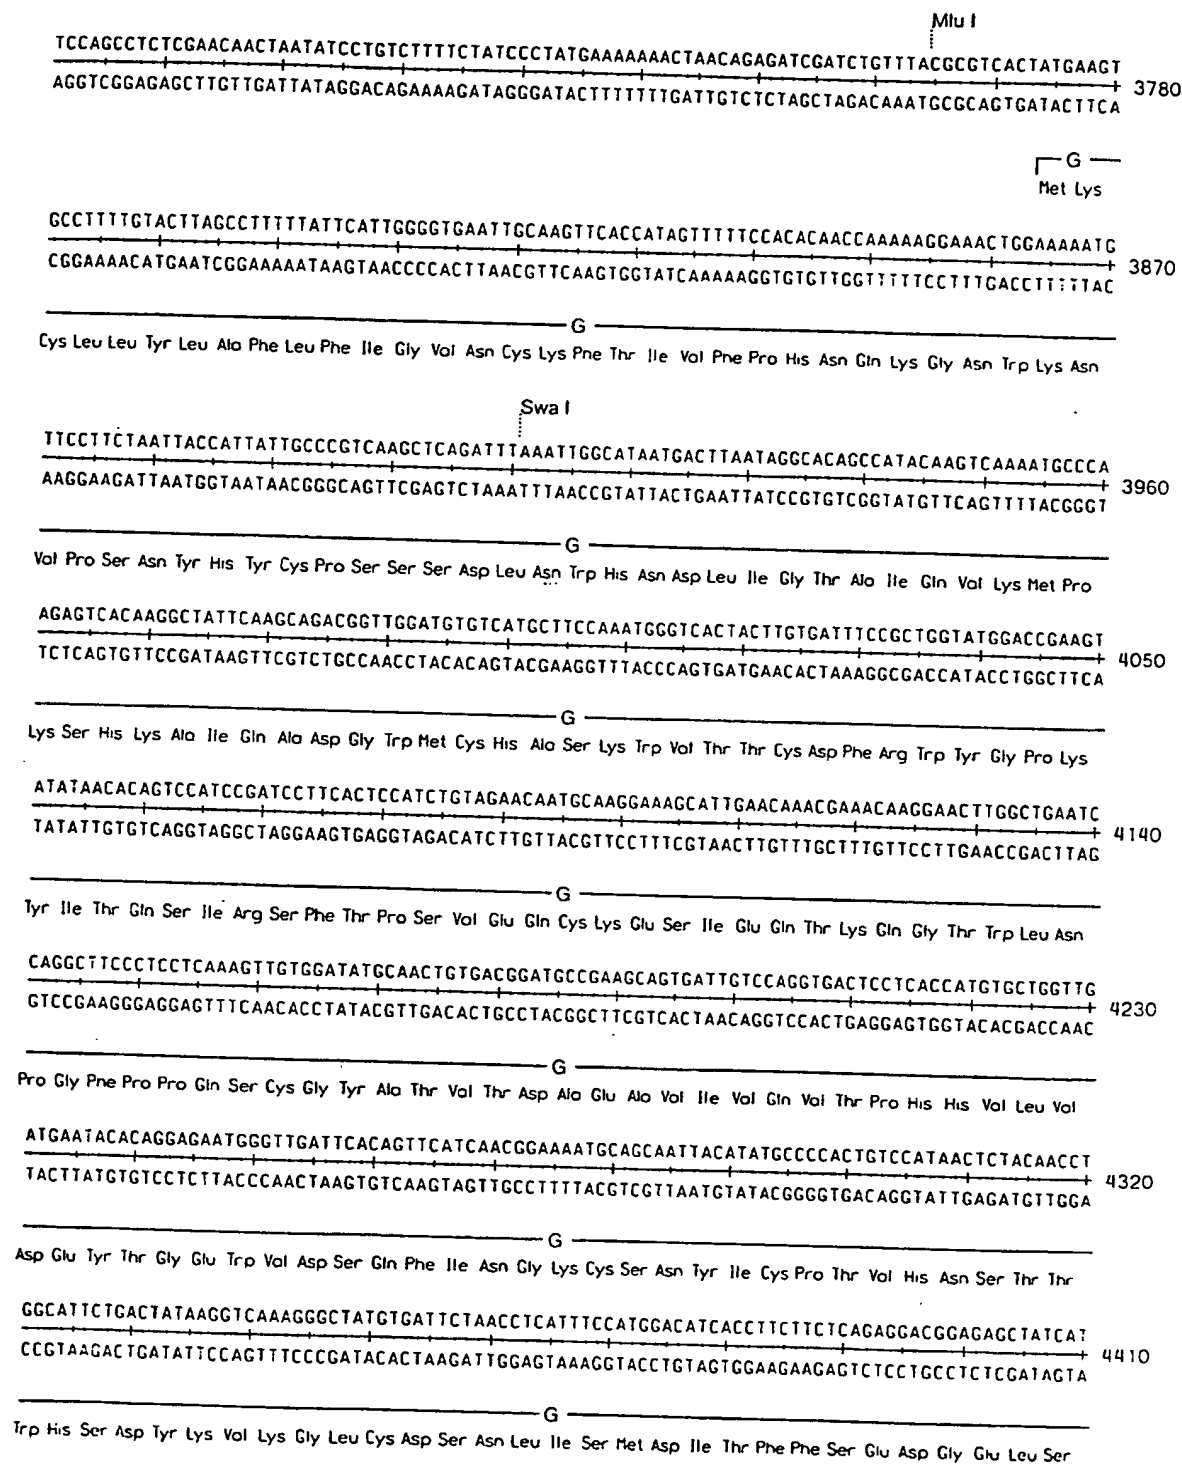 Mlu I
TCCAGCCTCTCGAACAACTAATATCCTGTCTTTTCTATCCCTATGAAAAAAACTAACAGAGATCGATCTGTTTACGCGTCACTATGAAGT
AGGTCGGAGAGCTTGTTGATTATAGGACAGAAAAGATAGGGATACTTTTTTTGATTGTCTCTAGCTAGACAAATGCGCAGTGATACTTCA
3780
G
Met Lys
GCCTTTTGTACTTAGCCTTTTTATTCATTGGGGTGAATTGCAAGTTCACCATAGTTTTTCCACACAACCAAAAAGGAAACTGGAAAAATG
CGGAAAACATGAATCGGAAAAATAAGTAACCCCACTTAACGTTCAAGTGGTATCAAAAAGGTGTGTTGGTTTTTCCTTTGACCTTTTTAC
3870
G
Cys Leu Leu Tyr Leu Ala Phe Leu Phe Ile Gly Val Asn Cys Lys Pne Thr Ile Val Pne Pro His Asn Gln Lys Gly Asn Trp Lys Asn
Swa I
TTCCTTCTAATTACCATTATTGCCCGTCAAGCTCAGATTTAAATTGGCATAATGACTTAATAGGCACAGCCATACAAGTCAAAATGCCCA
AAGGAAGATTAATGGTAATAACGGGCAGTTCGAGTCTAAATTTAACCGTATTACTGAATTATCCGTGTCGGTATGTTCAGTTTTACGGGT
3960
G
Val Pro Ser Asn Tyr His Tyr Cys Pro Ser Ser Ser Asp Leu Asn Trp His Asn Asp Leu Ile Gly Thr Ala Ile Gln Val Lys Met Pro
AGAGTCACAAGGCTATTCAAGCAGACGGTTGGATGTGTCATGCTTCCAAATGGGTCACTACTTGTGATTTCCGCTGGTATGGACCGAAGT
TCTCAGTGTTCCGATAAGTTCGTCTGCCAACCTACACAGTACGAAGGTTTACCCAGTGATGAACACTAAAGGCGACCATACCTGGCTTCA
4050
G
Lys Ser His Lys Ala Ile Gln Ala Asp Gly Trp Met Cys His Ala Ser Lys Trp Val Thr Thr Cys Asp Phe Arg Trp Tyr Gly Pro Lys
ATATAACACAGTCCATCCGATCCTTCACTCCATCTGTAGAACAATGCAAGGAAAGCATTGAACAAACGAAACAAGGAACTTGGCTGAATC
TATATTGTGTCAGGTAGGCTAGGAAGTGAGGTAGACATCTTGTTACGTTCCTTTCGTAACTTGTTTGCTTTGTTCCTTGAACCGACTTAG
4140
G
Tyr Ile Thr Gln Ser Ile Arg Ser Phe Thr Pro Ser Val Glu Gln Cys Lys Glu Ser Ile Glu Gln Thr Lys Gln Gly Thr Trp Leu Asn
CAGGCTTCCCTCCTCAAAGTTGTGGATATGCAACTGTGACGGATGCCGAAGCAGTGATTGTCCAGGTGACTCCTCACCATGTGCTGGTTG
GTCCGAAGGGAGGAGTTTCAACACCTATACGTTGACACTGCCTACGGCTTCGTCACTAACAGGTCCACTGAGGAGTGGTACACGACCAAC
4230
G
Pro Gly Pne Pro Pro Gln Ser Cys Gly Tyr Ala Thr Val Thr Asp Ala Glu Ala Val Ile Val Gln Val Thr Pro His His Val Leu Val
ATGAATACACAGGAGAATGGGTTGATTCACAGTTCATCAACGGAAAATGCAGCAATTACATATGCCCCACTGTCCATAACTCTACAACCT
TACTTATGTGTCCTCTTACCCAACTAAGTGTCAAGTAGTTGCCTTTTACGTCGTTAATGTATACGGGGTGACAGGTATTGAGATGTTGGA
4320
G
Asp Glu Tyr Thr Gly Glu Trp Val Asp Ser Gln Phe Ile Asn Gly Lys Cys Ser Asn Tyr Ile Cys Pro Thr Val His Asn Ser Thr Thr
GGCATTCTGACTATAAGGTCAAAGGGCTATGTGATTCTAACCTCATTTCCATGGACATCACCTTCTTCTCAGAGGACGGAGAGCTATCAT
CCGTAAGACTGATATTCCAGTTTCCCGATACACTAAGATTGGAGTAAAGGTACCTGTAGTGGAAGAAGAGTCTCCTGCCTCTCGATAGTA
4410
G
Trp His Ser Asp Tyr Lys Val Lys Gly Leu Cys Asp Ser Asn Leu Ile Ser Met Asp Ile Thr Phe Phe Ser Glu Asp Gly Glu Leu Ser